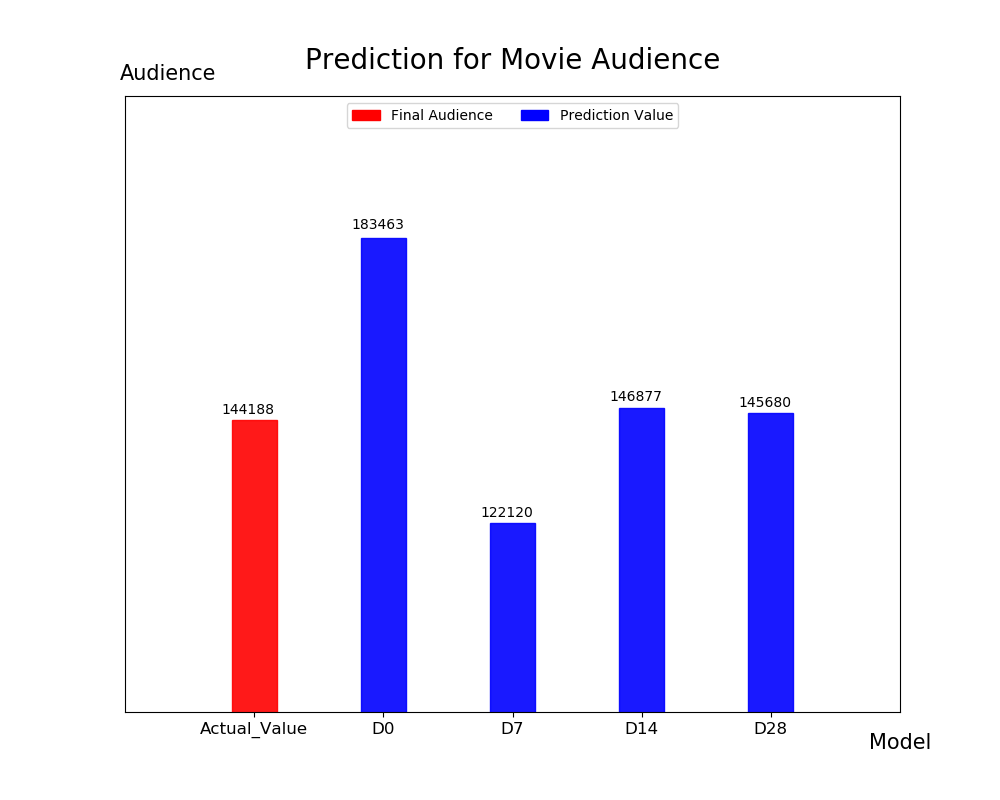 Prediction for Movie Audience
Audience
Final Audience
Prediction Value
183463
144188
146877
145680
122120
Actual_Value
D0
D7
D14
D28
Model